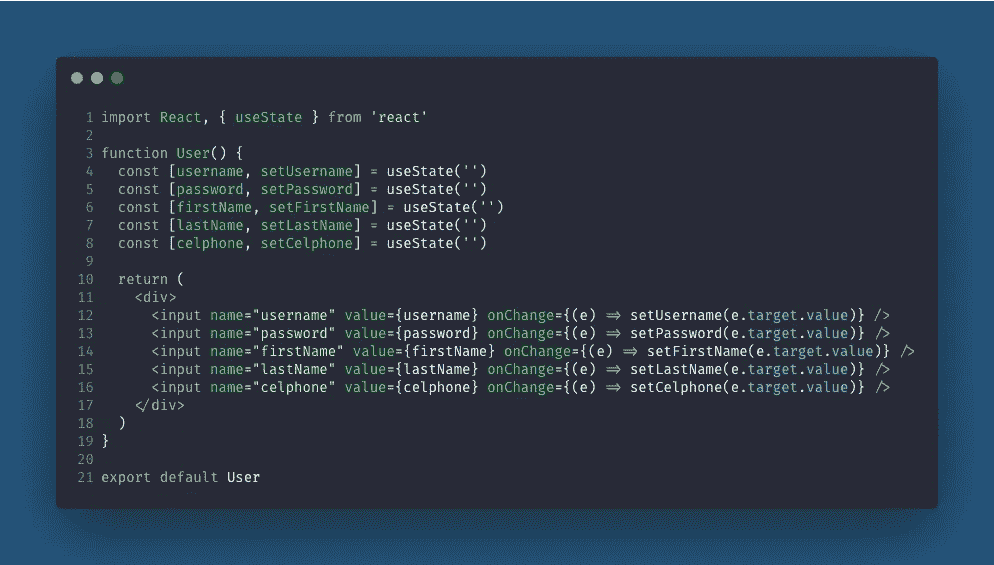 1 import React, { useState } from 'react'
2
3 function User() {
4   const [username, setUsername] = useState('')
5   const [password, setPassword] = useState('')
6   const [firstName, setFirstName] = useState('')
7   const [lastName, setLastName] = useState('')
8   const [celphone, setCelphone] = useState('')
9
10   return (
11     <div>
12       <input name="username" value={username} onChange={(e) => setUsername(e.target.value)} />
13       <input name="password" value={password} onChange={(e) => setPassword(e.target.value)} />
14       <input name="firstName" value={firstName} onChange={(e) => setFirstName(e.target.value)} />
15       <input name="lastName" value={lastName} onChange={(e) => setLastName(e.target.value)} />
16       <input name="celphone" value={celphone} onChange={(e) => setCelphone(e.target.value)} />
17     </div>
18   )
19 }
20
21 export default User